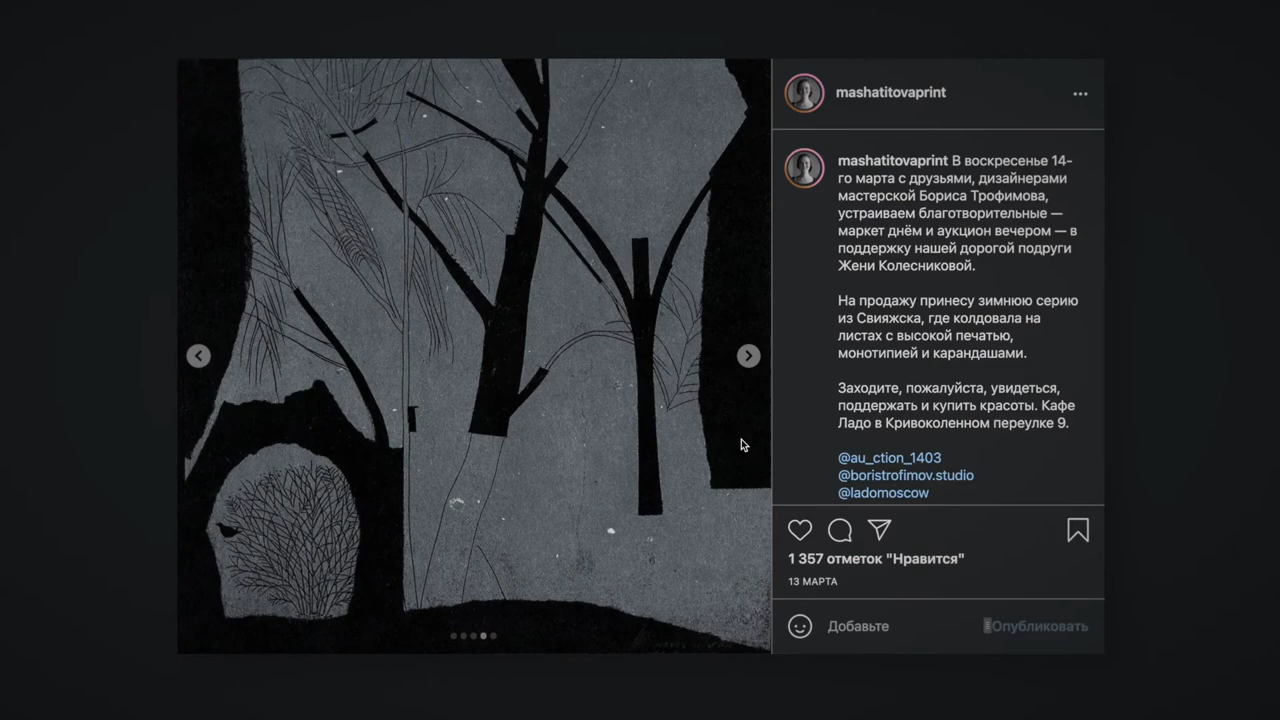 mashatitovaprint
mashatitovaprint В воскресенье 14-
го марта с друзьями, дизайнерами
мастерской Бориса Трофимова,
устраиваем благотворительные —
маркет днём и аукцион вечером — в
поддержку нашей дорогой подруги
Жени Колесниковой.
На продажу принесу зимнюю серию
из Свияжска, где колдовала на
листах с высокой печатью,
монотипией и карандашами.
Заходите, пожалуйста, увидеться,
поддержать и купить красоты. Кафе
Ладо в Кривоколенном переулке 9.
@au_ction_1403
@boristrofimov.studio
@ladomoscow
1 357 отметок "Нравится"
13 МАРТА
Добавьте Опубликовать